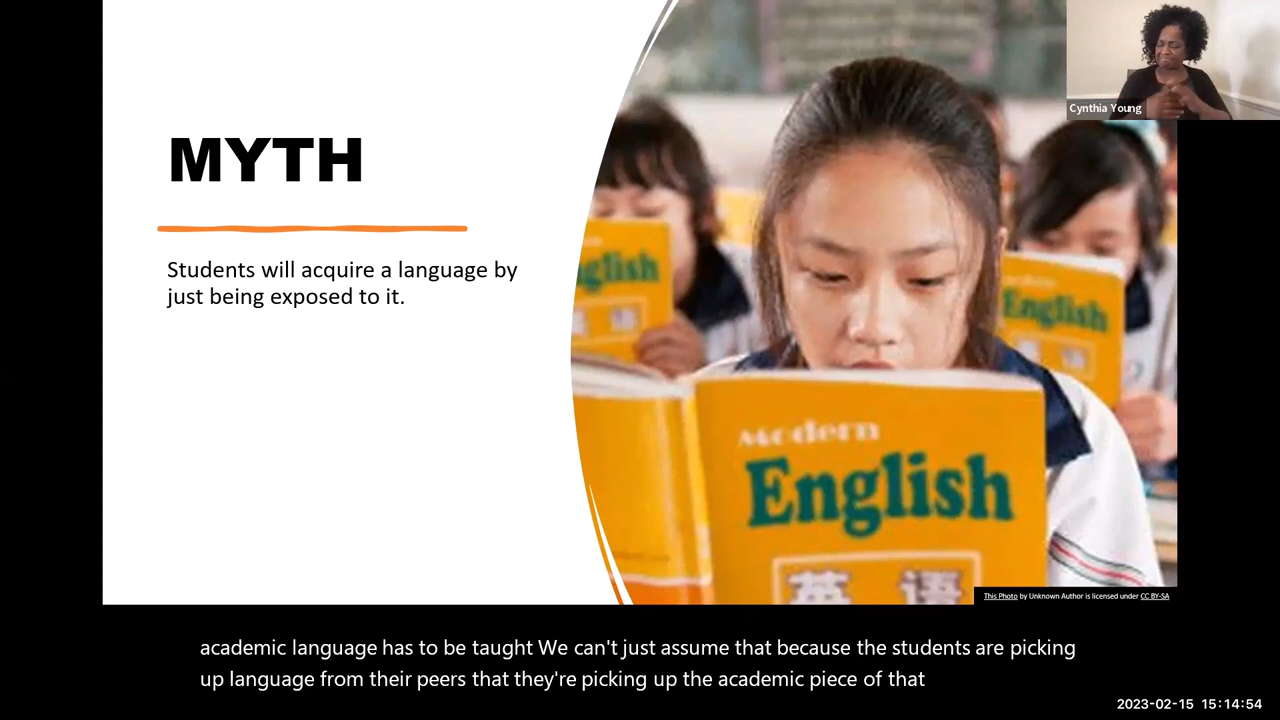 Cynthia Young
MYTH
Students will acquire a language by
just being exposed to it.
glish
English
Modern
English
英 语
This Photo by Unknown Author is licensed under CC BY-SA
academic language has to be taught We can't just assume that because the students are picking
up language from their peers that they're picking up the academic piece of that
2023-02-15 15:14:54